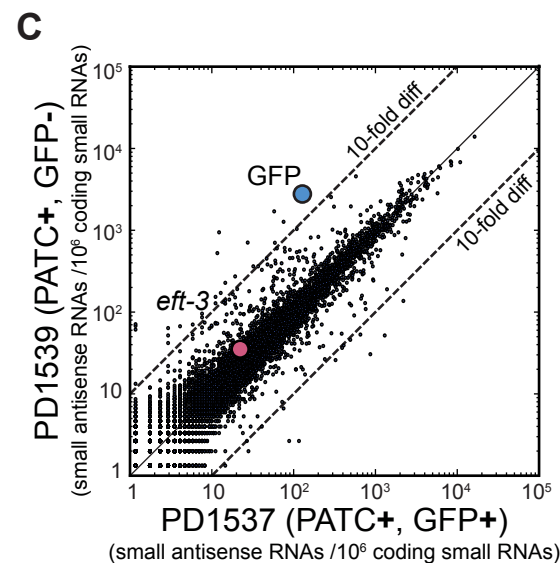 C
PD1539 (PATC+, GFP-)
(small antisense RNAs /10⁶ coding small RNAs)
10⁵
10⁴
10³
10²
10
1
10-fold diff
GFP
10-fold diff
eft-3
1
10
10²
10³
10⁴
10⁵
PD1537 (PATC+, GFP+)
(small antisense RNAs /10⁶ coding small RNAs)